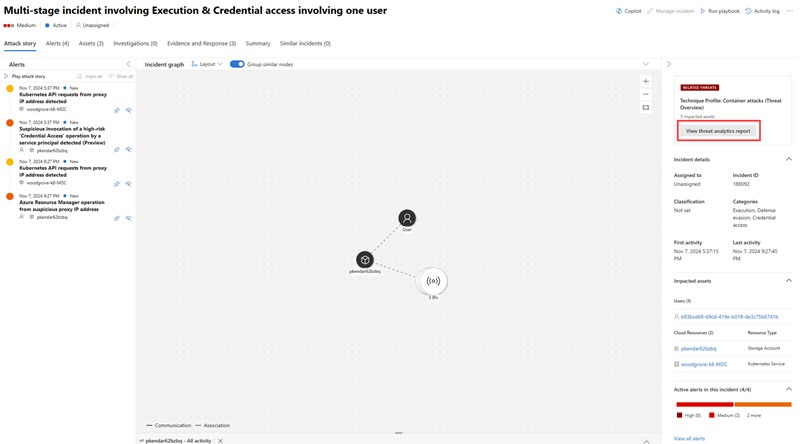 Multi-stage incident involving Execution & Credential access involving one user
Copilot
Manage incident
Run playbook
Activity log
Medium
Active
Unassigned
Attack story
Alerts (4)
Assets (3)
Investigations (0)
Evidence and Response (3)
Summary
Similar incidents (0)
Alerts
Play attack story
Unpin all
Show all
Nov 7, 2024 5:37 PM New
Kubernetes API requests from proxy
IP address detected
woodgrove-k8-MDC
Nov 7, 2024 5:37 PM New
Suspicious invocation of a high-risk
'Credential Access' operation by a
service principal detected (Preview)
pkendar62bzbq
Nov 7, 2024 9:27 PM New
Kubernetes API requests from proxy
IP address detected
woodgrove-k8-MDC
Nov 7, 2024 9:27 PM New
Azure Resource Manager operation
from suspicious proxy IP address
pkendar62bzbq
Incident graph
Layout
Group similar nodes
User
pkendar62bzbq
3 IPs
Communication
Association
pkendar62bzbq - All activity
RELATED THREATS
Technique Profile: Container attacks (Threat
Overview)
5 impacted assets
View threat analytics report
Incident details
Assigned to
Incident ID
Unassigned
188092
Classification
Categories
Not set
Execution, Defense
evasion, Credential
access
First activity
Last activity
Nov 7, 2024 5:37:15
PM
Nov 7, 2024 9:27:45
PM
Impacted assets
Users (1)
Cloud Resources (2)
Resource Type
pkendar62bzbq
Storage Account
woodgrove-k8-MDC
Kubernetes Service
Active alerts in this incident (4/4)
High (0)
Medium (2)
2 more
View all alerts